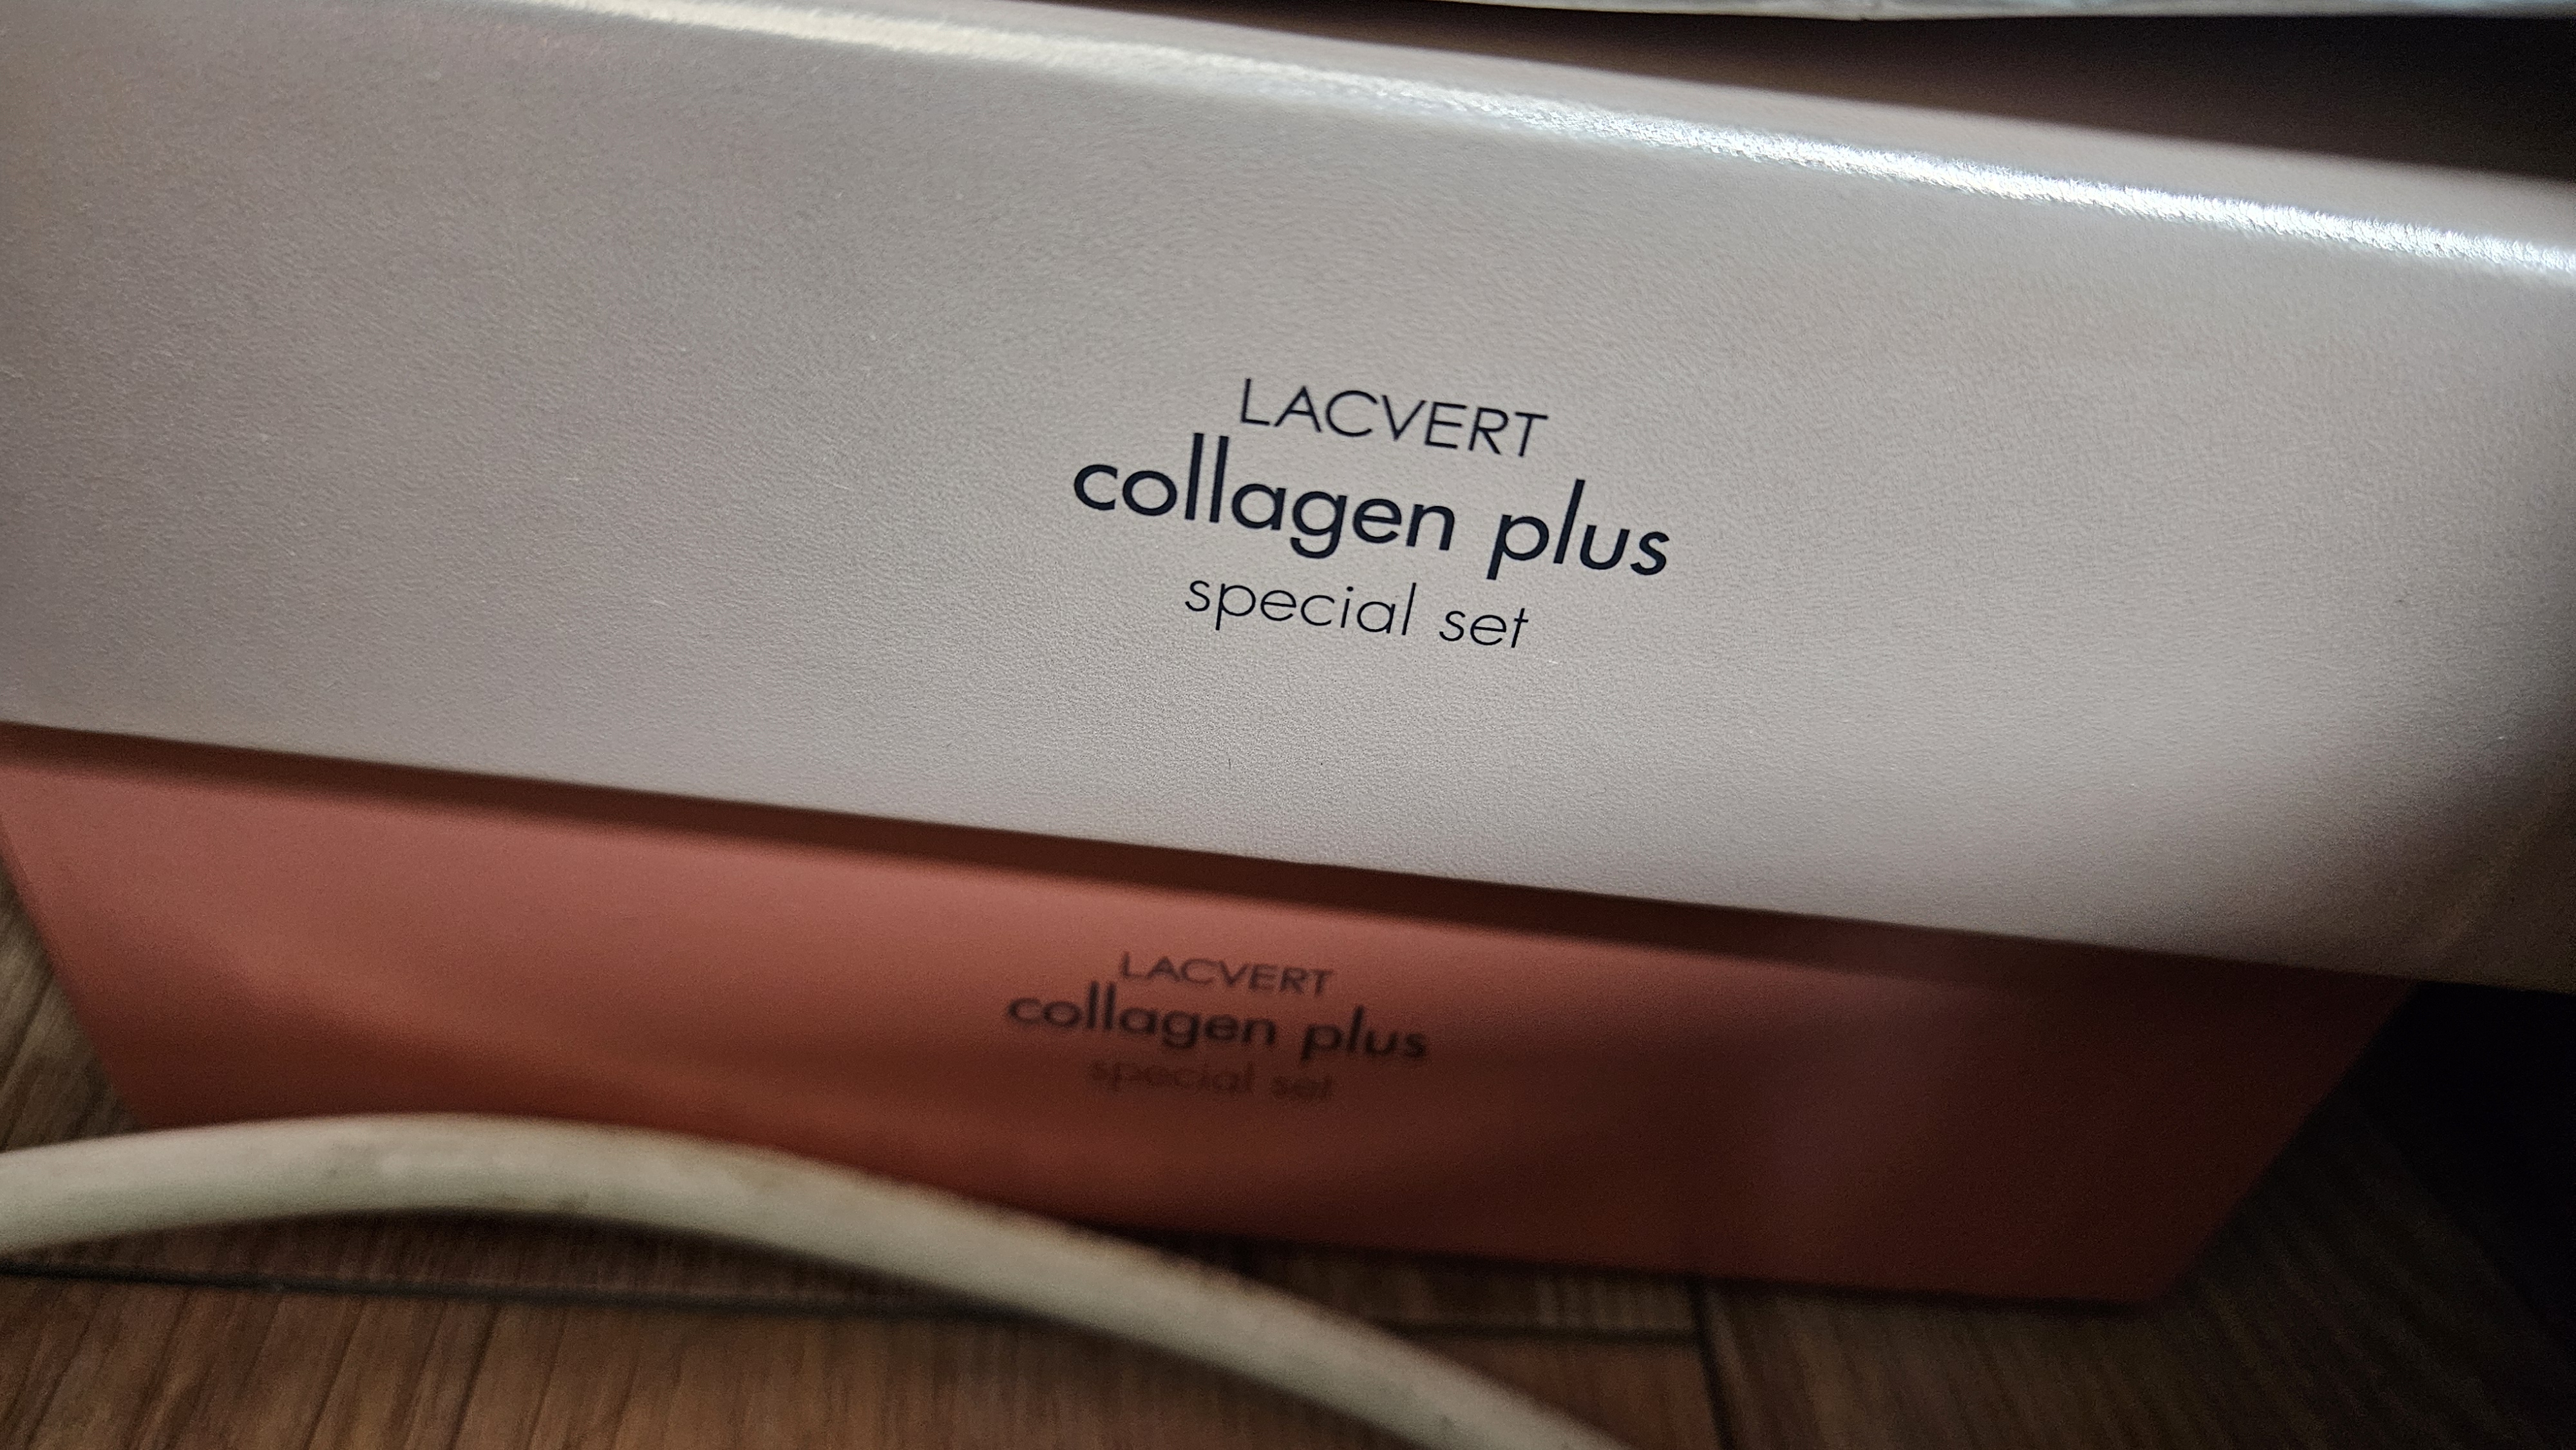 LACVERT
collagen plus
special set
LACVERT
collagen plus
special set